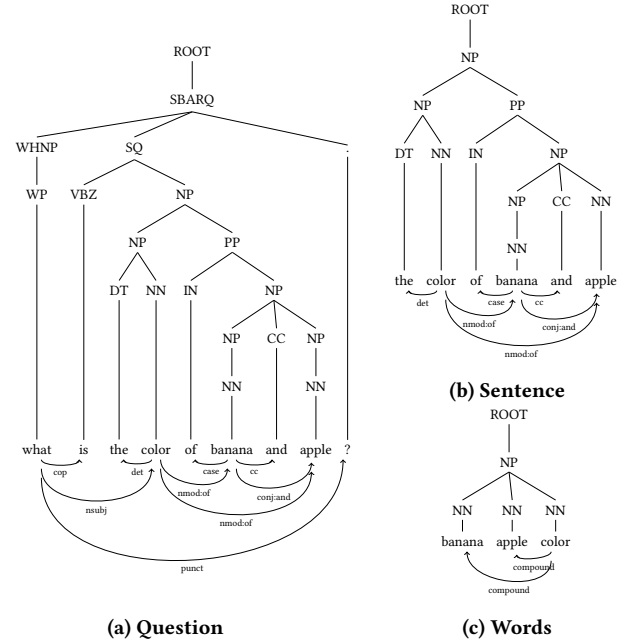 ROOT
SBARQ
WHNP SQ .
WP VBZ NP
NP PP
DT NN IN NP
NP CC NP
NN NN
what is the color of banana and apple ?
cop det case cc
nmod:of conj:and
nsubj nmod:of
punct
(a) Question
ROOT
NP
NP PP
DT NN IN NP
NP CC NN
NN
the color of banana and apple
det case cc
nmod:of conj:and
nmod:of
(b) Sentence
ROOT
NP
NN NN NN
banana apple color
compound
compound
(c) Words